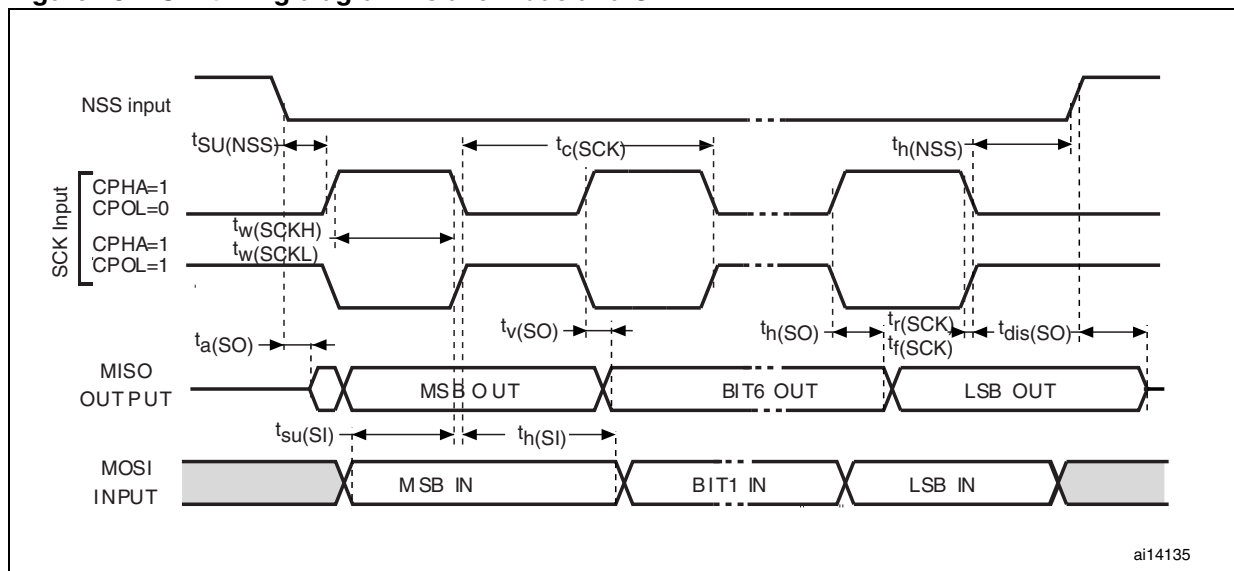 NSS input
tSU(NSS)
tc(SCK)
th(NSS)
SCK Input
CPHA=1
CPOL=0
tw(SCKH)
tw(SCKL)
CPHA=1
CPOL=1
ta(SO)
tv(SO)
th(SO)
tr(SCK)
tf(SCK)
tdis(SO)
MISO
OUTPUT
MSB OUT
BIT6 OUT
LSB OUT
tsu(SI)
th(SI)
MOSI
INPUT
MSB IN
BIT1 IN
LSB IN
ai14135